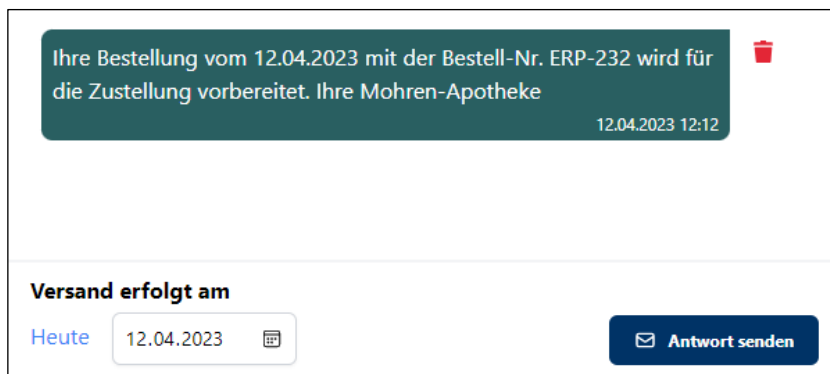 Ihre Bestellung vom 12.04.2023 mit der Bestell-Nr. ERP-232 wird für
die Zustellung vorbereitet. Ihre Mohren-Apotheke
12.04.2023 12:12
Versand erfolgt am
Heute 12.04.2023
Antwort senden